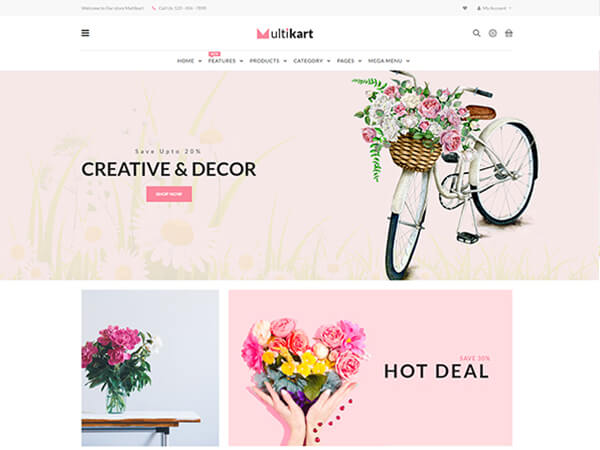 Welcome to Our store Multikart Call Us: 123 - 456 - 7898 My Account
Multikart
NEW
HOME FEATURES PRODUCTS CATEGORY PAGES MEGA MENU
Save Upto 20%
CREATIVE & DECOR
SHOP NOW
SAVE 30%
HOT DEAL